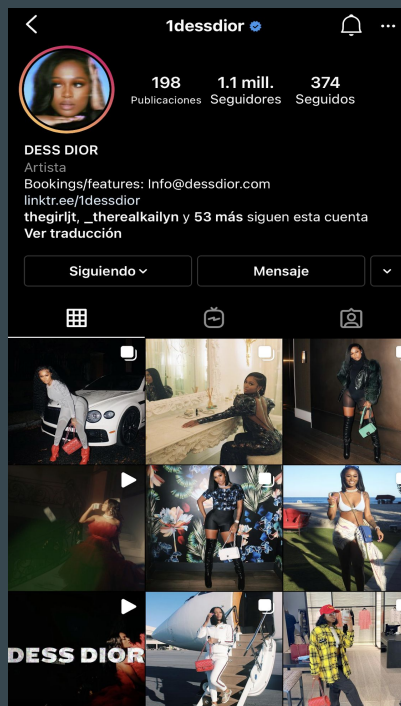 1dessdior
198 1.1 mill. 374
Publicaciones Seguidores Seguidos
DESS DIOR
Artista
Bookings/features: Info@dessdior.com
linktr.ee/1dessdior
thegirljt, _therealkailyn y 53 más siguen esta cuenta
Ver traducción
Siguiendo Mensaje
DESS DIOR